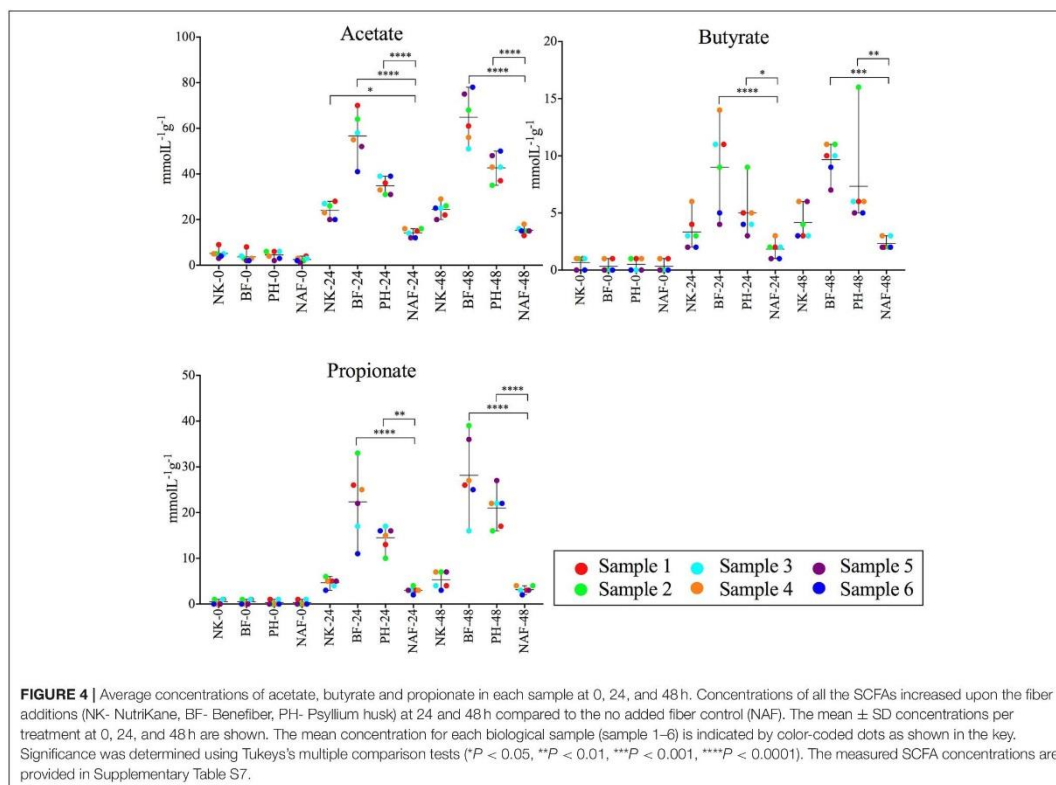 Acetate
100
80
60
40
20
0
mmolL⁻¹g⁻¹
****
****
*
****
****
NK-0
BF-0
PH-0
NAF-0
NK-24
BF-24
PH-24
NAF-24
NK-48
BF-48
PH-48
NAF-48
Butyrate
20
15
10
5
0
mmolL⁻¹g⁻¹
*
****
**
***
NK-0
BF-0
PH-0
NAF-0
NK-24
BF-24
PH-24
NAF-24
NK-48
BF-48
PH-48
NAF-48
Propionate
50
40
30
20
10
0
mmolL⁻¹g⁻¹
**
****
****
****
NK-0
BF-0
PH-0
NAF-0
NK-24
BF-24
PH-24
NAF-24
NK-48
BF-48
PH-48
NAF-48
Sample 1 Sample 3 Sample 5
Sample 2 Sample 4 Sample 6
FIGURE 4 | Average concentrations of acetate, butyrate and propionate in each sample at 0, 24, and 48 h. Concentrations of all the SCFAs increased upon the fiber
additions (NK- NutriKane, BF- Benefiber, PH- Psyllium husk) at 24 and 48 h compared to the no added fiber control (NAF). The mean ± SD concentrations per
treatment at 0, 24, and 48 h are shown. The mean concentration for each biological sample (sample 1–6) is indicated by color-coded dots as shown in the key.
Significance was determined using Tukeys's multiple comparison tests (*P < 0.05, **P < 0.01, ***P < 0.001, ****P < 0.0001). The measured SCFA concentrations are
provided in Supplementary Table S7.